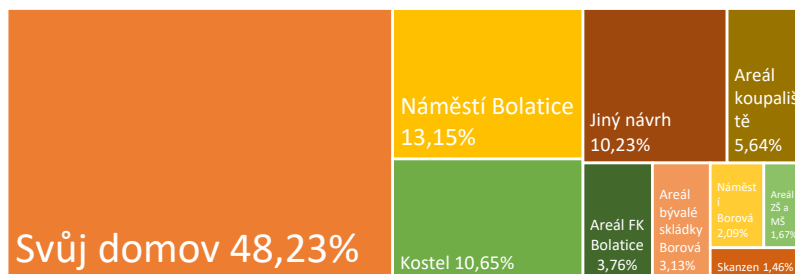 Svůj domov 48,23%
Náměstí Bolatice
13,15%
Kostel 10,65%
Jiný návrh
10,23%
Areál
koupališ
tě
5,64%
Areál FK
Bolatice
3,76%
Areál
bývalé
skládky
Borová
3,13%
Náměst
í
Borová
2,09%
Areál
ZŠ a
MŠ
1,67%
Skanzen 1,46%